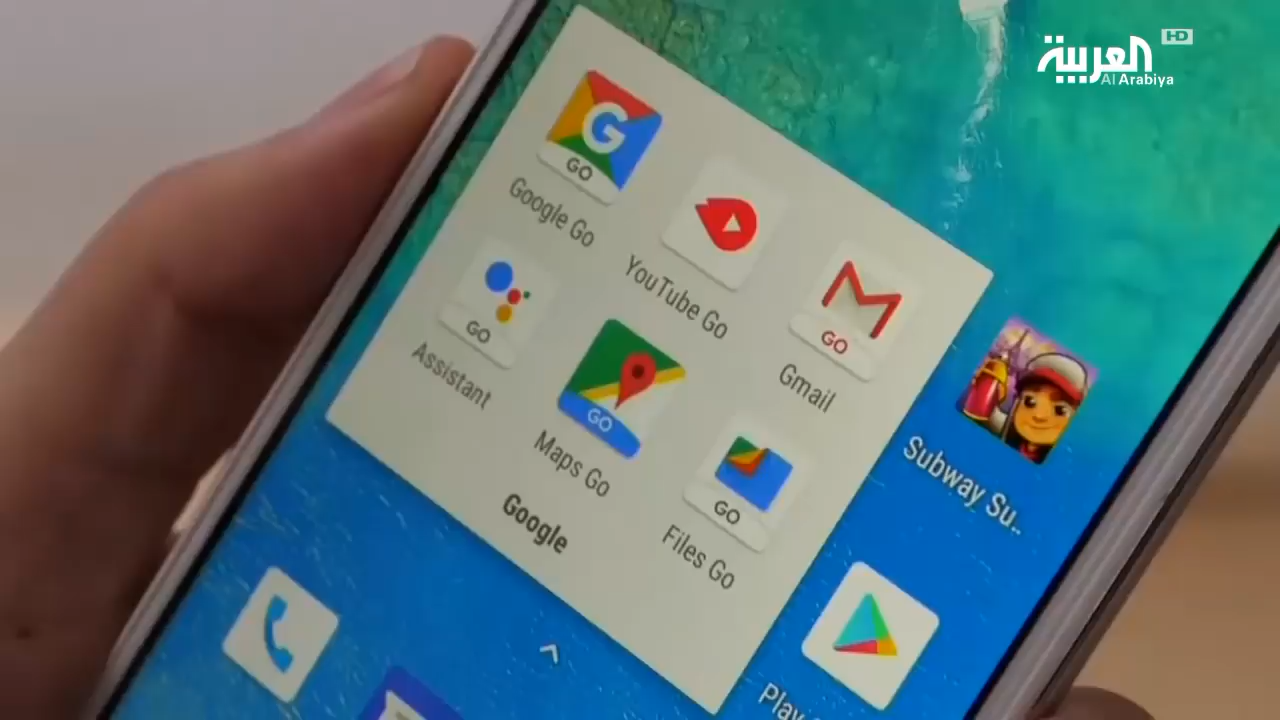 العربية HD
Al Arabiya
GO
Google Go
YouTube Go
GO
Gmail
GO
Assistant
GO
Maps Go
GO
Files Go
Google
Subway Su..
Play